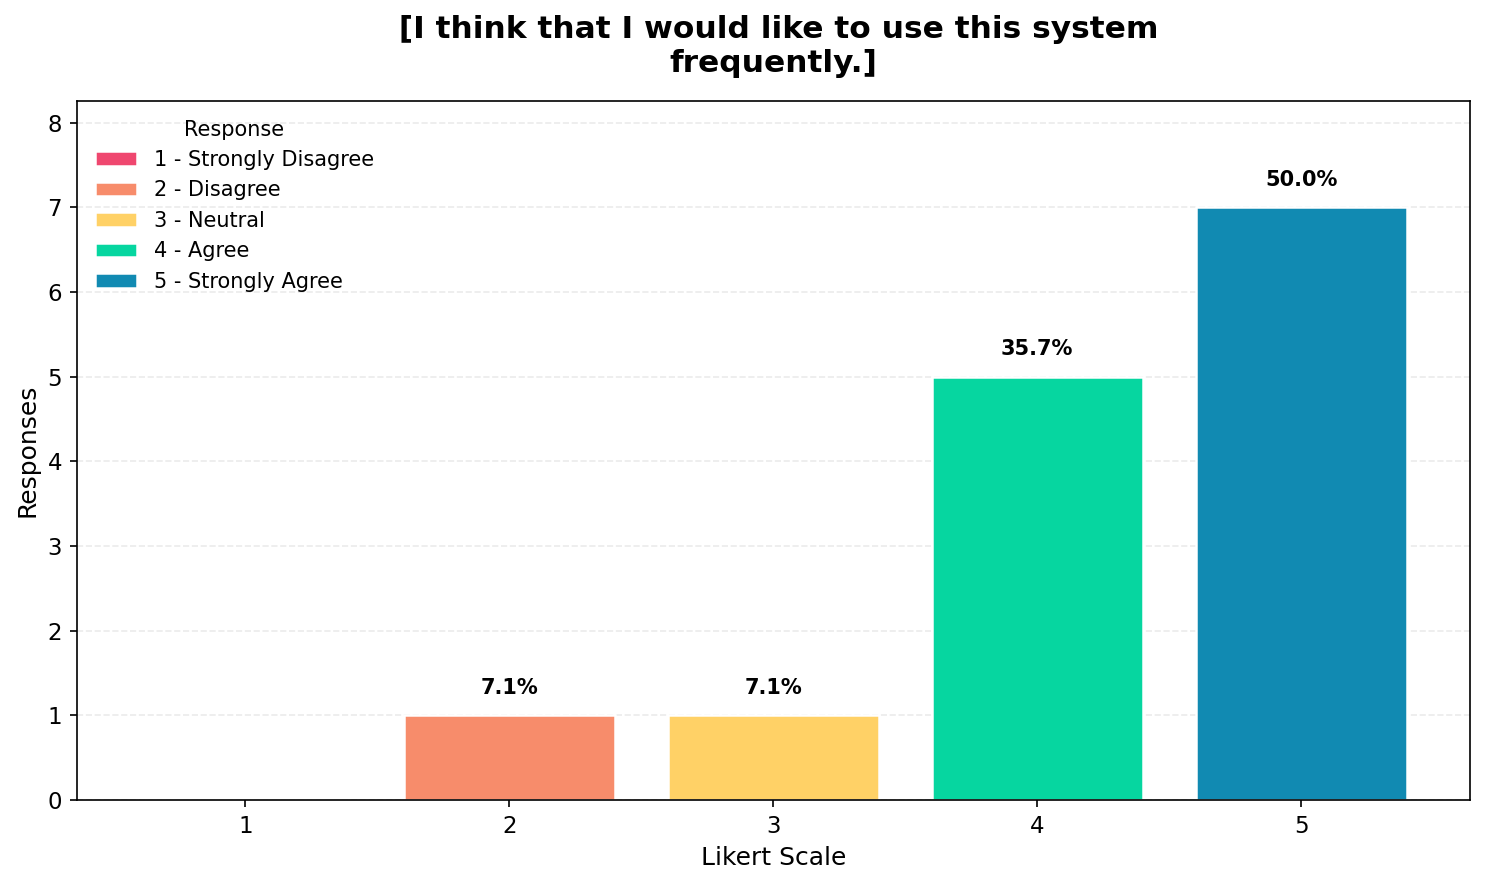 [I think that I would like to use this system
frequently.]
Response
1 - Strongly Disagree
2 - Disagree
3 - Neutral
4 - Agree
5 - Strongly Agree
8
7
6
5
4
3
2
1
0
Responses
7.1%
7.1%
35.7%
50.0%
1
2
3
4
5
Likert Scale